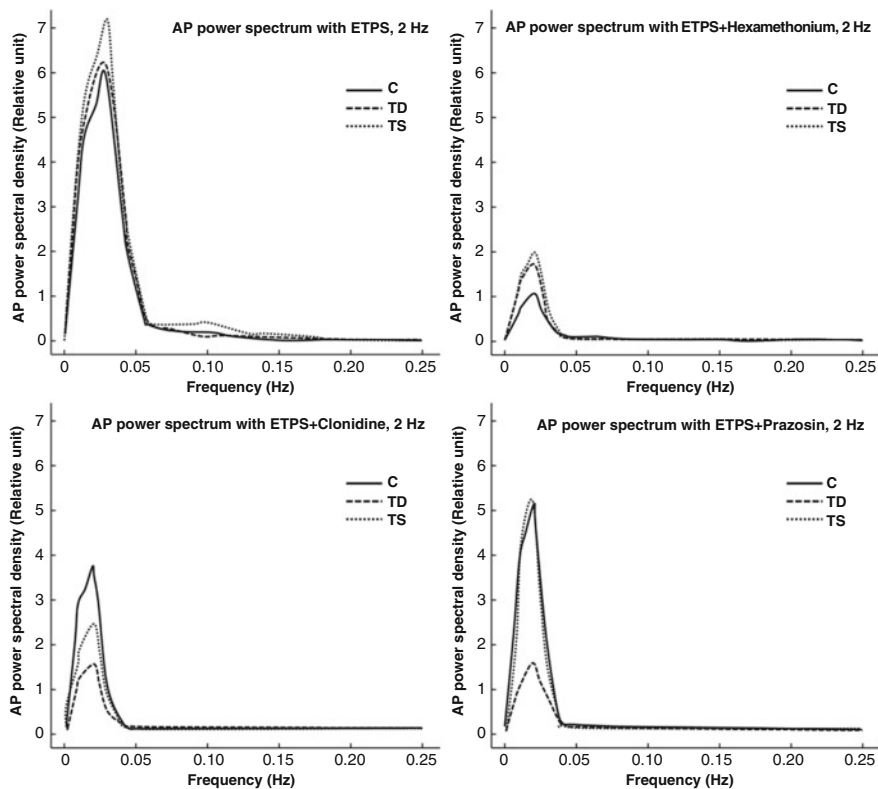 AP power spectrum with ETPS, 2 Hz
AP power spectral density (Relative unit)
7
6
5
4
3
2
1
0
C
TD
TS
0 0.05 0.10 0.15 0.20 0.25
Frequency (Hz)
AP power spectrum with ETPS+Hexamethonium, 2 Hz
AP power spectral density (Relative unit)
7
6
5
4
3
2
1
0
C
TD
TS
0 0.05 0.10 0.15 0.20 0.25
Frequency (Hz)
AP power spectrum with ETPS+Clonidine, 2 Hz
AP power spectral density (Relative unit)
7
6
5
4
3
2
1
0
C
TD
TS
0 0.05 0.10 0.15 0.20 0.25
Frequency (Hz)
AP power spectrum with ETPS+Prazosin, 2 Hz
AP power spectral density (Relative unit)
7
6
5
4
3
2
1
0
C
TD
TS
0 0.05 0.10 0.15 0.20 0.25
Frequency (Hz)